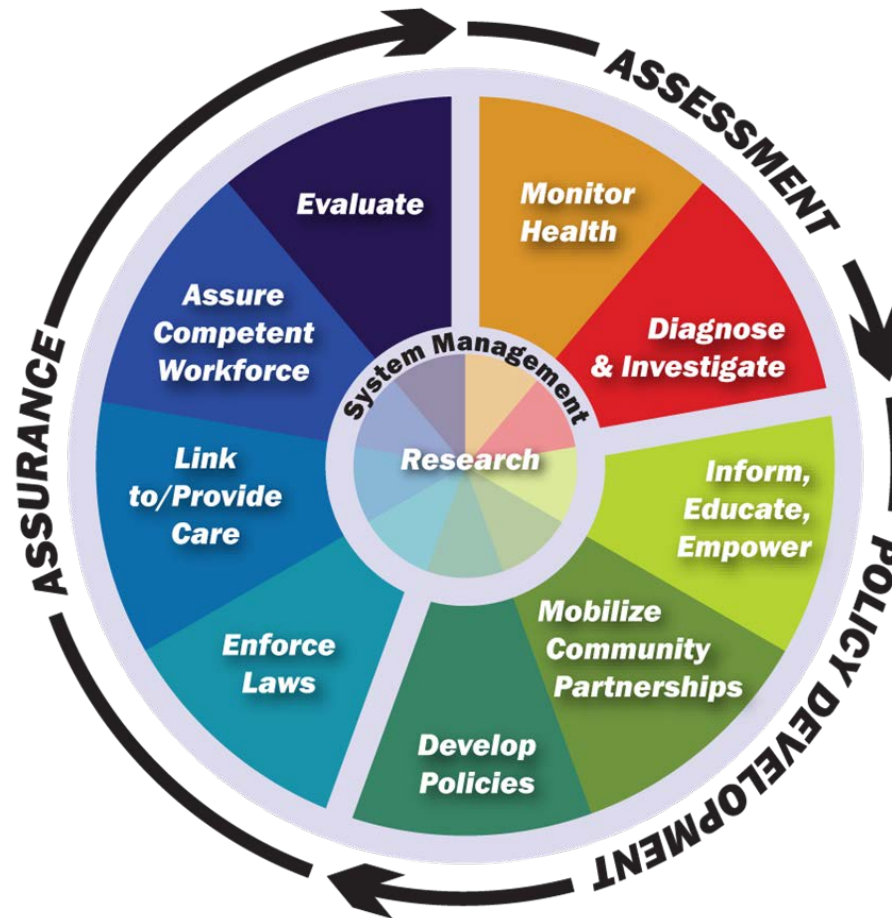 ASSESSMENT
Monitor
Health
Diagnose
& Investigate
Inform,
Educate,
Empower
Mobilize
Community
Partnerships
Develop
Policies
POLICY DEVELOPMENT
Enforce
Laws
Link
to/Provide
Care
Assure
Competent
Workforce
Evaluate
ASSURANCE
System Management
Research